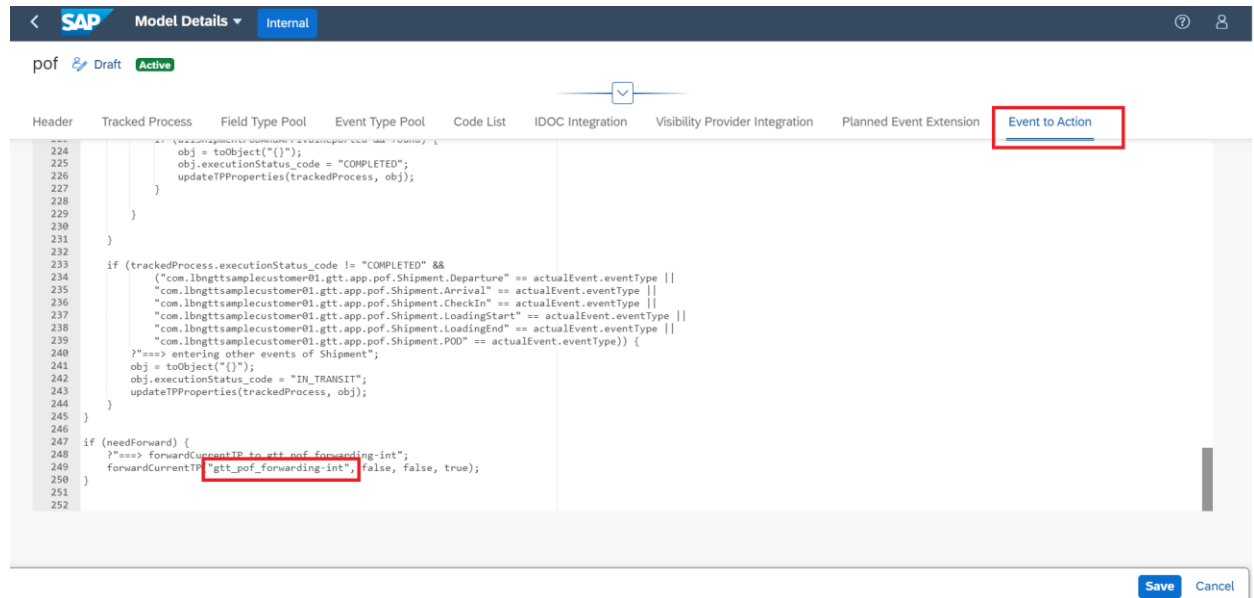 SAP Model Details Internal
pof Draft Active
Header Tracked Process Field Type Pool Event Type Pool Code List IDOC Integration Visibility Provider Integration Planned Event Extension Event to Action
224 obj = toObject("{}");
225 obj.executionStatus_code = "COMPLETED";
226 updateTPProperties(trackedProcess, obj);
227 }
228
229 }
230
231 }
232
233 if (trackedProcess.executionStatus_code != "COMPLETED" &&
234 ("com.lbngttsamplecustomer01.gtt.app.pof.Shipment.Departure" == actualEvent.eventType ||
235 "com.lbngttsamplecustomer01.gtt.app.pof.Shipment.Arrival" == actualEvent.eventType ||
236 "com.lbngttsamplecustomer01.gtt.app.pof.Shipment.CheckIn" == actualEvent.eventType ||
237 "com.lbngttsamplecustomer01.gtt.app.pof.Shipment.LoadingStart" == actualEvent.eventType ||
238 "com.lbngttsamplecustomer01.gtt.app.pof.Shipment.LoadingEnd" == actualEvent.eventType ||
239 "com.lbngttsamplecustomer01.gtt.app.pof.Shipment.POD" == actualEvent.eventType)) {
240 ?"===> entering other events of Shipment";
241 obj = toObject("{}");
242 obj.executionStatus_code = "IN_TRANSIT";
243 updateTPProperties(trackedProcess, obj);
244 }
245 }
246
247 if (needForward) {
248 ?"===> forwardCurrentTP to gtt_pof_forwarding-int";
249 forwardCurrentTP("gtt_pof_forwarding-int", false, false, true);
250 }
251
252
Save Cancel